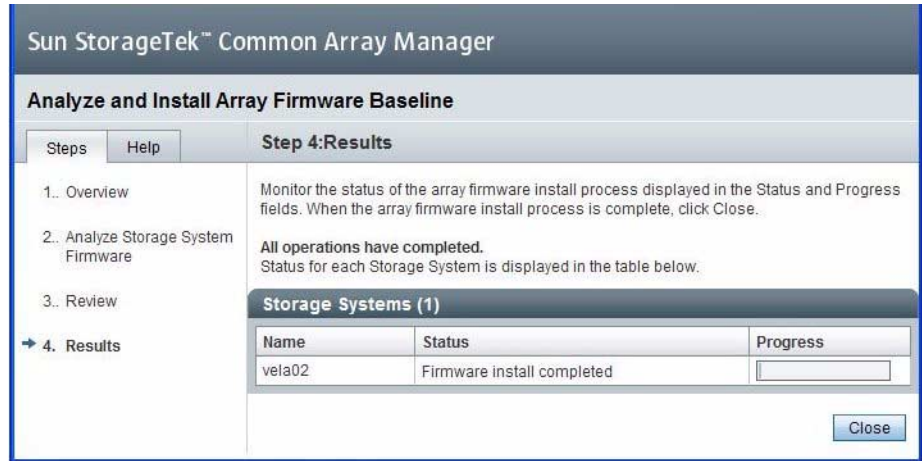 Sun StorageTek™ Common Array Manager
Analyze and Install Array Firmware Baseline
Steps
Help
1.. Overview
2.. Analyze Storage System
Firmware
3.. Review
4. Results
Step 4:Results
Monitor the status of the array firmware install process displayed in the Status and Progress
fields. When the array firmware install process is complete, click Close.
All operations have completed.
Status for each Storage System is displayed in the table below.
Storage Systems (1)
Name Status Progress
vela02 Firmware install completed
Close